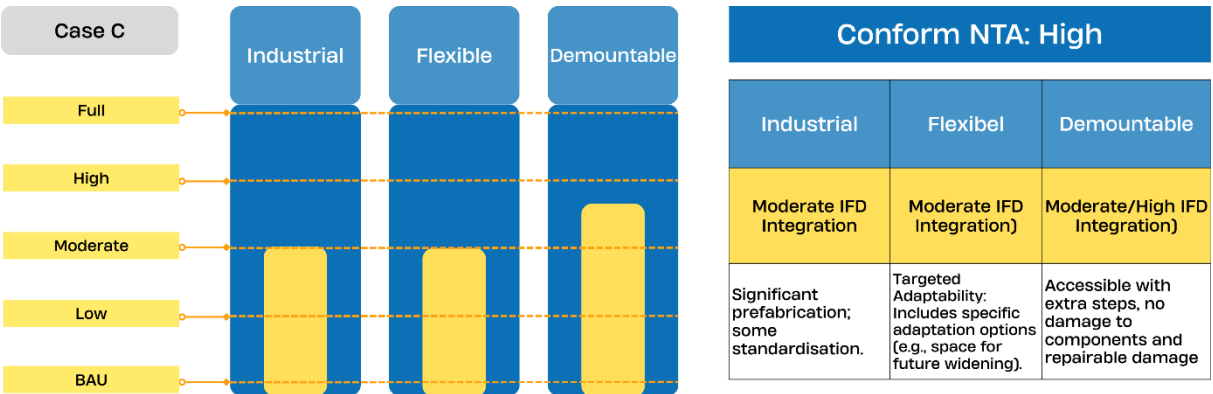 Case C
Industrial
Flexible
Demountable
Full
High
Moderate
Low
BAU
Conform NTA: High
Industrial
Flexibel
Demountable
Moderate IFD
Integration
Moderate IFD
Integration)
Moderate/High IFD
Integration)
Significant
prefabrication;
some
standardisation.
Targeted
Adaptability:
Includes specific
adaptation options
(e.g., space for
future widening).
Accessible with
extra steps, no
damage to
components and
repairable damage